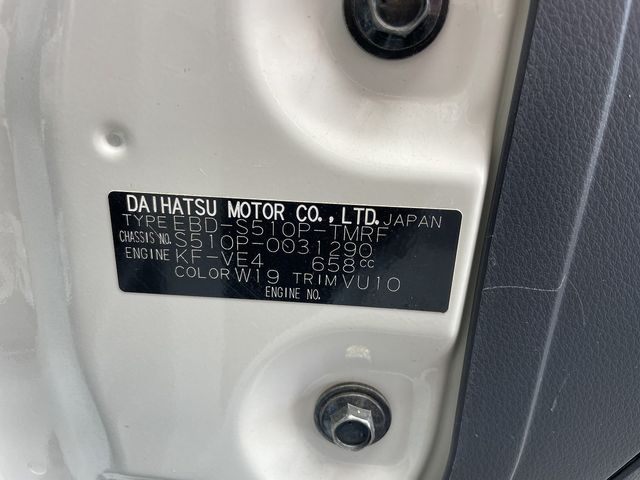 DAIHATSU MOTOR CO., LTD. JAPAN
TYPE EBD-S510P-TMRF
CHASSIS NO. S510P-0031290
ENGINE KF-VE4 658cc
COLOR W19 TRIM VU10
ENGINE NO.